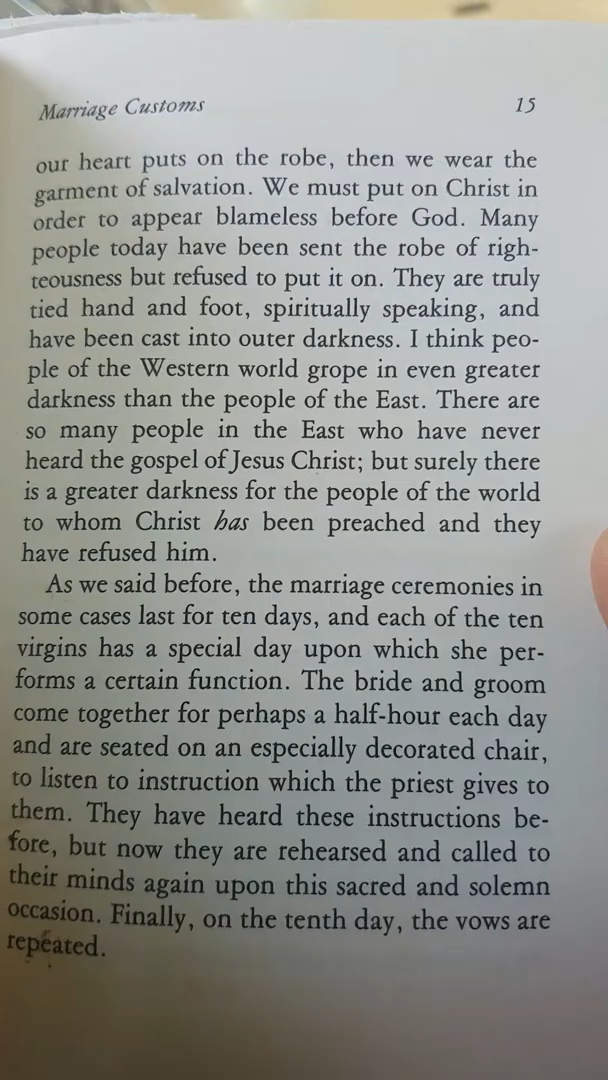 Marriage Customs 15
our heart puts on the robe, then we wear the
garment of salvation. We must put on Christ in
order to appear blameless before God. Many
people today have been sent the robe of righ-
teousness but refused to put it on. They are truly
tied hand and foot, spiritually speaking, and
have been cast into outer darkness. I think peo-
ple of the Western world grope in even greater
darkness than the people of the East. There are
so many people in the East who have never
heard the gospel of Jesus Christ; but surely there
is a greater darkness for the people of the world
to whom Christ has been preached and they
have refused him.
As we said before, the marriage ceremonies in
some cases last for ten days, and each of the ten
virgins has a special day upon which she per-
forms a certain function. The bride and groom
come together for perhaps a half-hour each day
and are seated on an especially decorated chair,
to listen to instruction which the priest gives to
them. They have heard these instructions be-
fore, but now they are rehearsed and called to
their minds again upon this sacred and solemn
occasion. Finally, on the tenth day, the vows are
repeated.